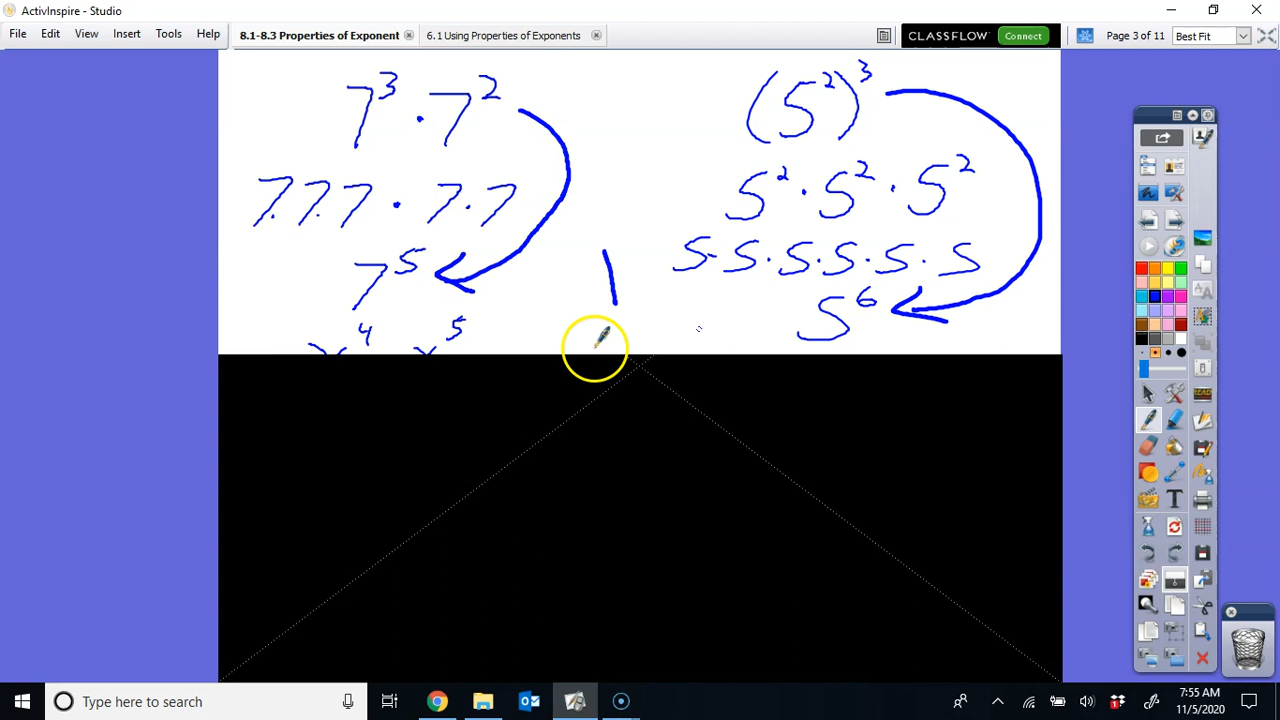 ActivInspire - Studio
File Edit View Insert Tools Help
8.1-8.3 Properties of Exponent
6.1 Using Properties of Exponents
CLASSFLOW Connect
Page 3 of 11
Best Fit
7³ · 7²
7·7·7 · 7·7
7⁵
4 5
(5²)³
5² · 5² · 5²
5·5·5·5·5·5
5⁶
Type here to search
7:55 AM
11/5/2020